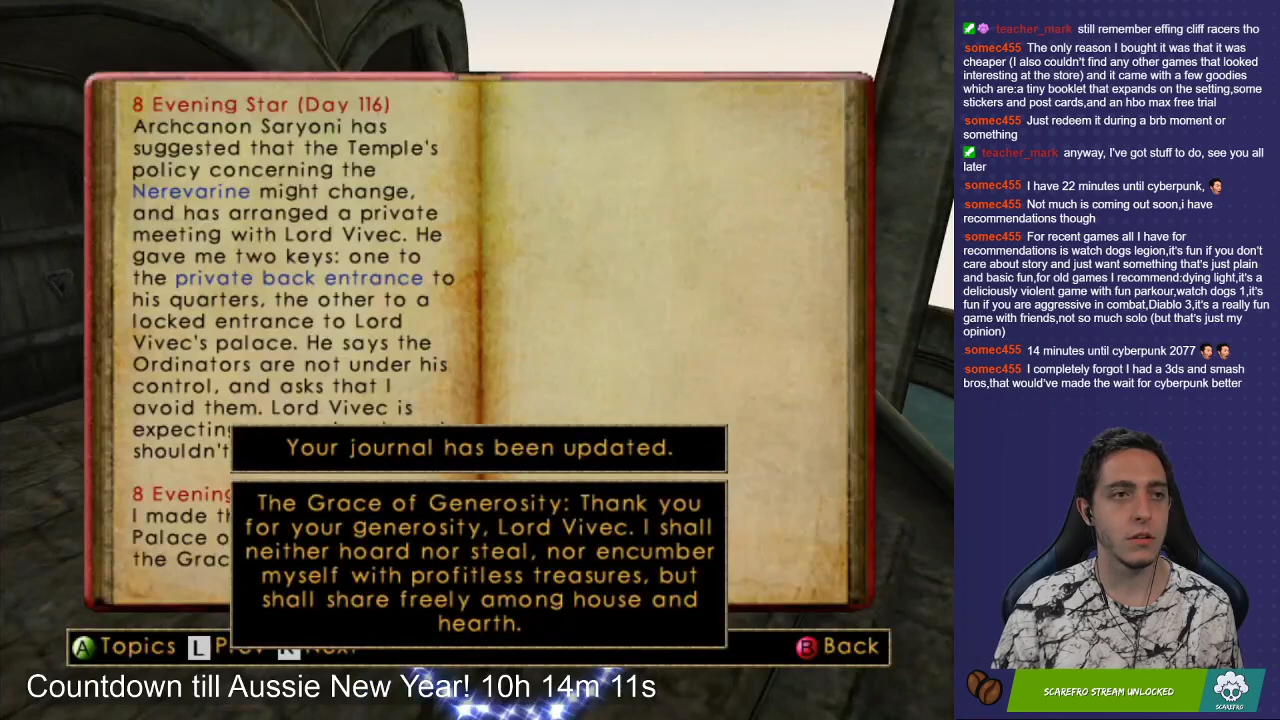 8 Evening Star (Day 116)
Archcanon Saryoni has
suggested that the Temple's
policy concerning the
Nerevarine might change,
and has arranged a private
meeting with Lord Vivec. He
gave me two keys: one to
the private back entrance to
his quarters, the other to a
locked entrance to Lord
Vivec's palace. He says the
Ordinators are not under his
control, and asks that I
avoid them. Lord Vivec is
expecting
shouldn't
8 Evening
I made th
Palace o
the Grac
Your journal has been updated.
The Grace of Generosity: Thank you
for your generosity, Lord Vivec. I shall
neither hoard nor steal, nor encumber
myself with profitless treasures, but
shall share freely among house and
hearth.
A Topics L Prev R Next B Back
Countdown till Aussie New Year! 10h 14m 11s
teacher_mark still remember effing cliff racers tho
somec455 The only reason I bought it was that it was
cheaper (I also couldn't find any other games that looked
interesting at the store) and it came with a few goodies
which are:a tiny booklet that expands on the setting,some
stickers and post cards,and an hbo max free trial
somec455 Just redeem it during a brb moment or
something
teacher_mark anyway, I've got stuff to do, see you all
later
somec455 I have 22 minutes until cyberpunk,
somec455 Not much is coming out soon,i have
recommendations though
somec455 For recent games all I have for
recommendations is watch dogs legion,it's fun if you don't
care about story and just want something that's just plain
and basic fun,for old games I recommend:dying light,it's a
deliciously violent game with fun parkour,watch dogs 1,it's
fun if you are aggressive in combat,Diablo 3,it's a really fun
game with friends,not so much solo (but that's just my
opinion)
somec455 14 minutes until cyberpunk 2077
somec455 I completely forgot I had a 3ds and smash
bros,that would've made the wait for cyberpunk better
SCAREFRO STREAM UNLOCKED
SCAREFRO